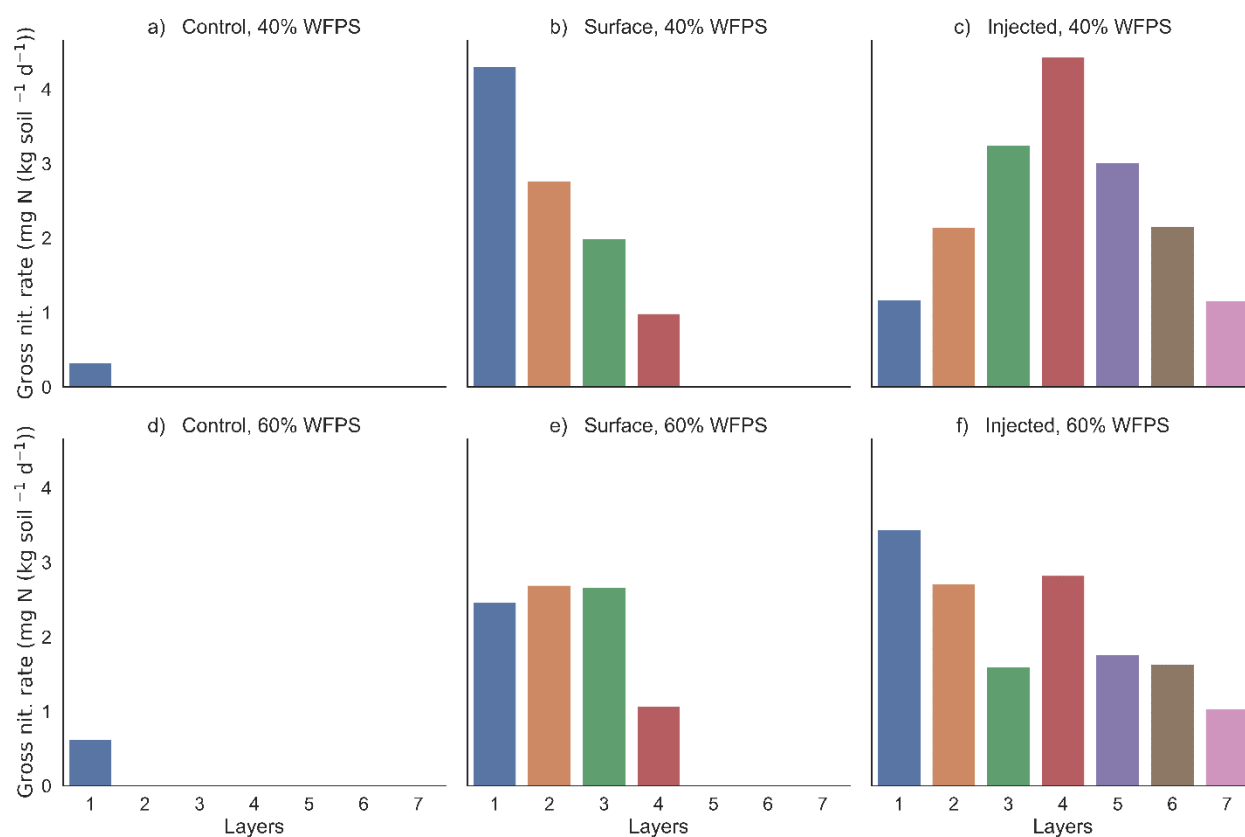 a) Control, 40% WFPS
b) Surface, 40% WFPS
c) Injected, 40% WFPS
Gross nit. rate (mg N (kg soil ⁻¹ d⁻¹))
4
3
2
1
0
d) Control, 60% WFPS
e) Surface, 60% WFPS
f) Injected, 60% WFPS
Gross nit. rate (mg N (kg soil ⁻¹ d⁻¹))
4
3
2
1
0
1 2 3 4 5 6 7
1 2 3 4 5 6 7
1 2 3 4 5 6 7
Layers
Layers
Layers